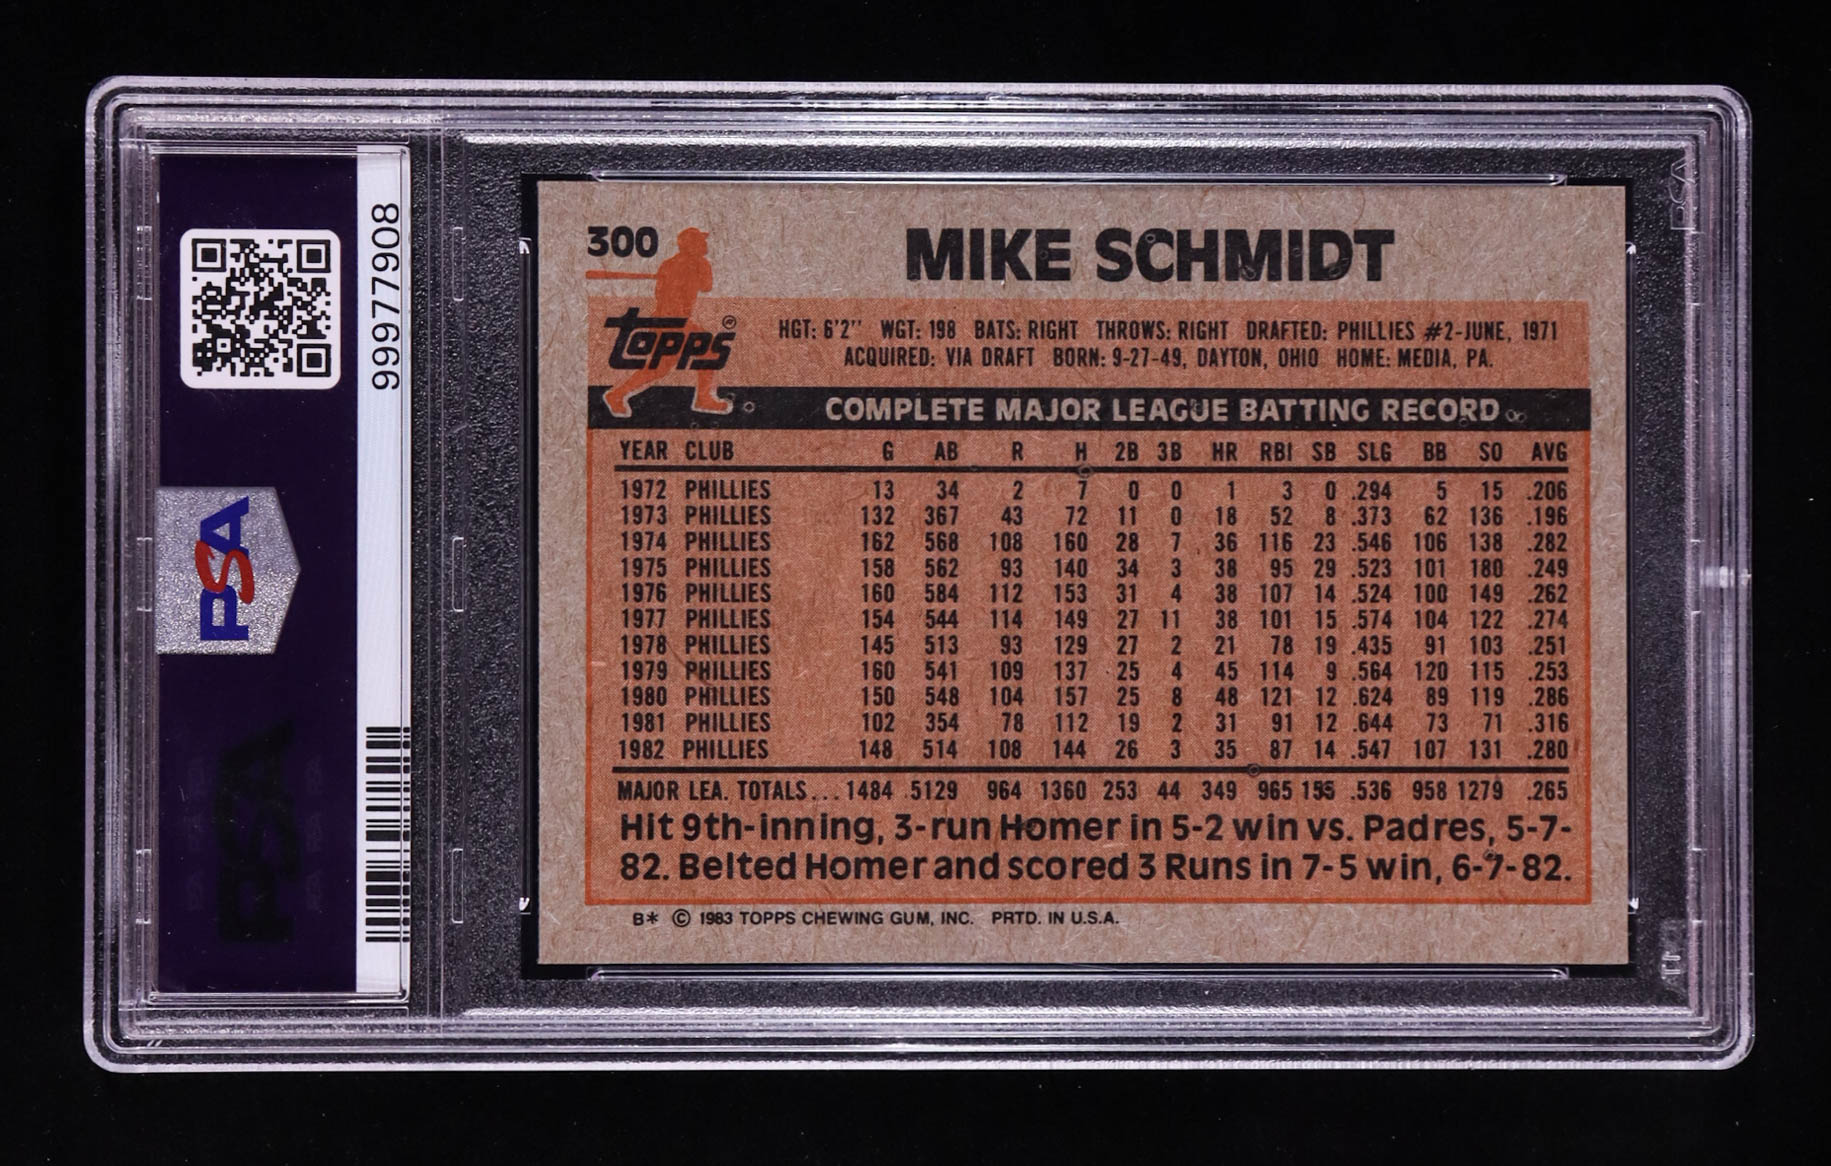 99977908
PSA
300
MIKE SCHMIDT
topps®
HGT: 6'2" WGT: 198 BATS: RIGHT THROWS: RIGHT DRAFTED: PHILLIES #2-JUNE, 1971
ACQUIRED: VIA DRAFT BORN: 9-27-49, DAYTON, OHIO HOME: MEDIA, PA.
COMPLETE MAJOR LEAGUE BATTING RECORD
YEAR CLUB G AB R H 2B 3B HR RBI SB SLG BB SO AVG
1972 PHILLIES 13 34 2 7 0 0 1 3 0 .294 5 15 .206
1973 PHILLIES 132 367 43 72 11 0 18 52 8 .373 62 136 .196
1974 PHILLIES 162 568 108 160 28 7 36 116 23 .546 106 138 .282
1975 PHILLIES 158 562 93 140 34 3 38 95 29 .523 101 180 .249
1976 PHILLIES 160 584 112 153 31 4 38 107 14 .524 100 149 .262
1977 PHILLIES 154 544 114 149 27 11 38 101 15 .574 104 122 .274
1978 PHILLIES 145 513 93 129 27 2 21 78 19 .435 91 103 .251
1979 PHILLIES 160 541 109 137 25 4 45 114 9 .564 120 115 .253
1980 PHILLIES 150 548 104 157 25 8 48 121 12 .624 89 119 .286
1981 PHILLIES 102 354 78 112 19 2 31 91 12 .644 73 71 .316
1982 PHILLIES 148 514 108 144 26 3 35 87 14 .547 107 131 .280
MAJOR LEA. TOTALS... 1484 5129 964 1360 253 44 349 965 155 .536 958 1279 .265
Hit 9th-inning, 3-run Homer in 5-2 win vs. Padres, 5-7-
82. Belted Homer and scored 3 Runs in 7-5 win, 6-7-82.
B* © 1983 TOPPS CHEWING GUM, INC. PRTD. IN U.S.A.